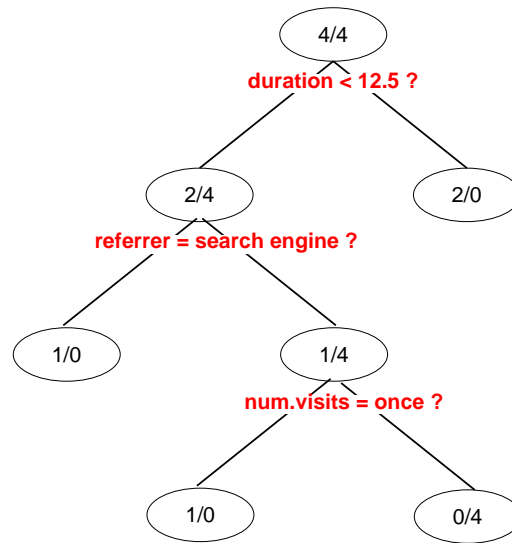 4/4
duration < 12.5 ?
2/4
2/0
referrer = search engine ?
1/0
1/4
num.visits = once ?
1/0
0/4